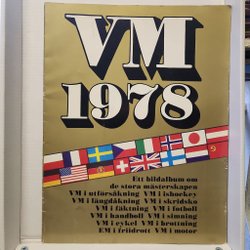 VM
1978
Ett bildalbum om
de stora mästerskapen
VM i utförsåkning VM i ishockey
VM i längdåkning VM i skridsko
VM i fäktning VM i fotboll
VM i handboll VM i simning
VM i cykel VM i brottning
EM i friidrott VM i motor